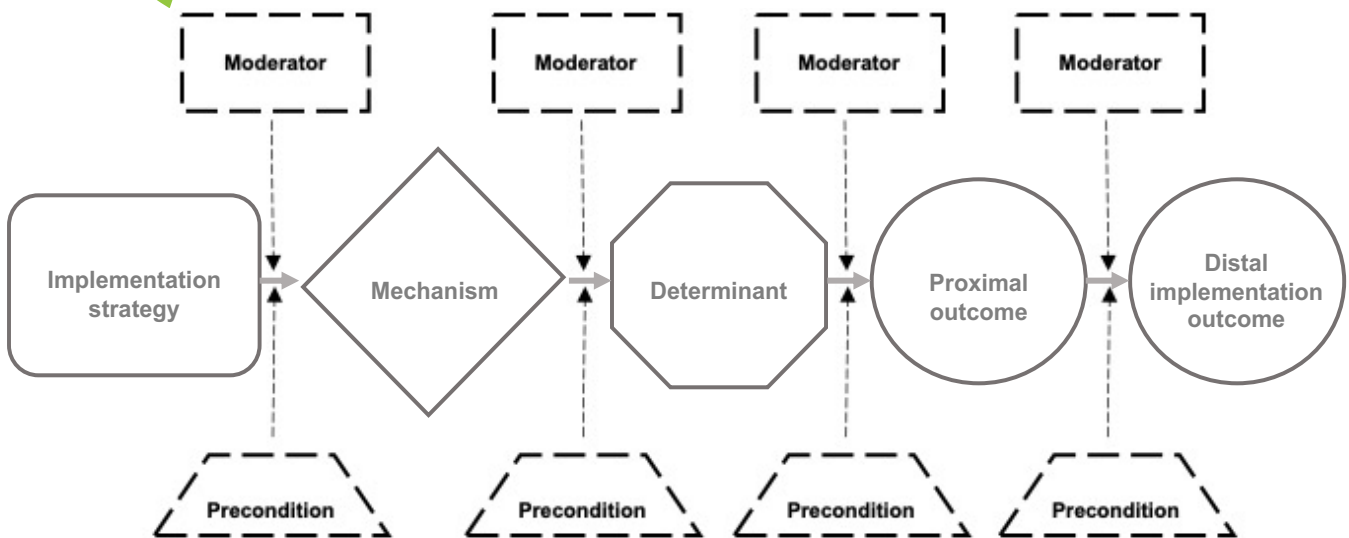 Moderator
Moderator
Moderator
Moderator
Implementation
strategy
Mechanism
Determinant
Proximal
outcome
Distal
implementation
outcome
Precondition
Precondition
Precondition
Precondition